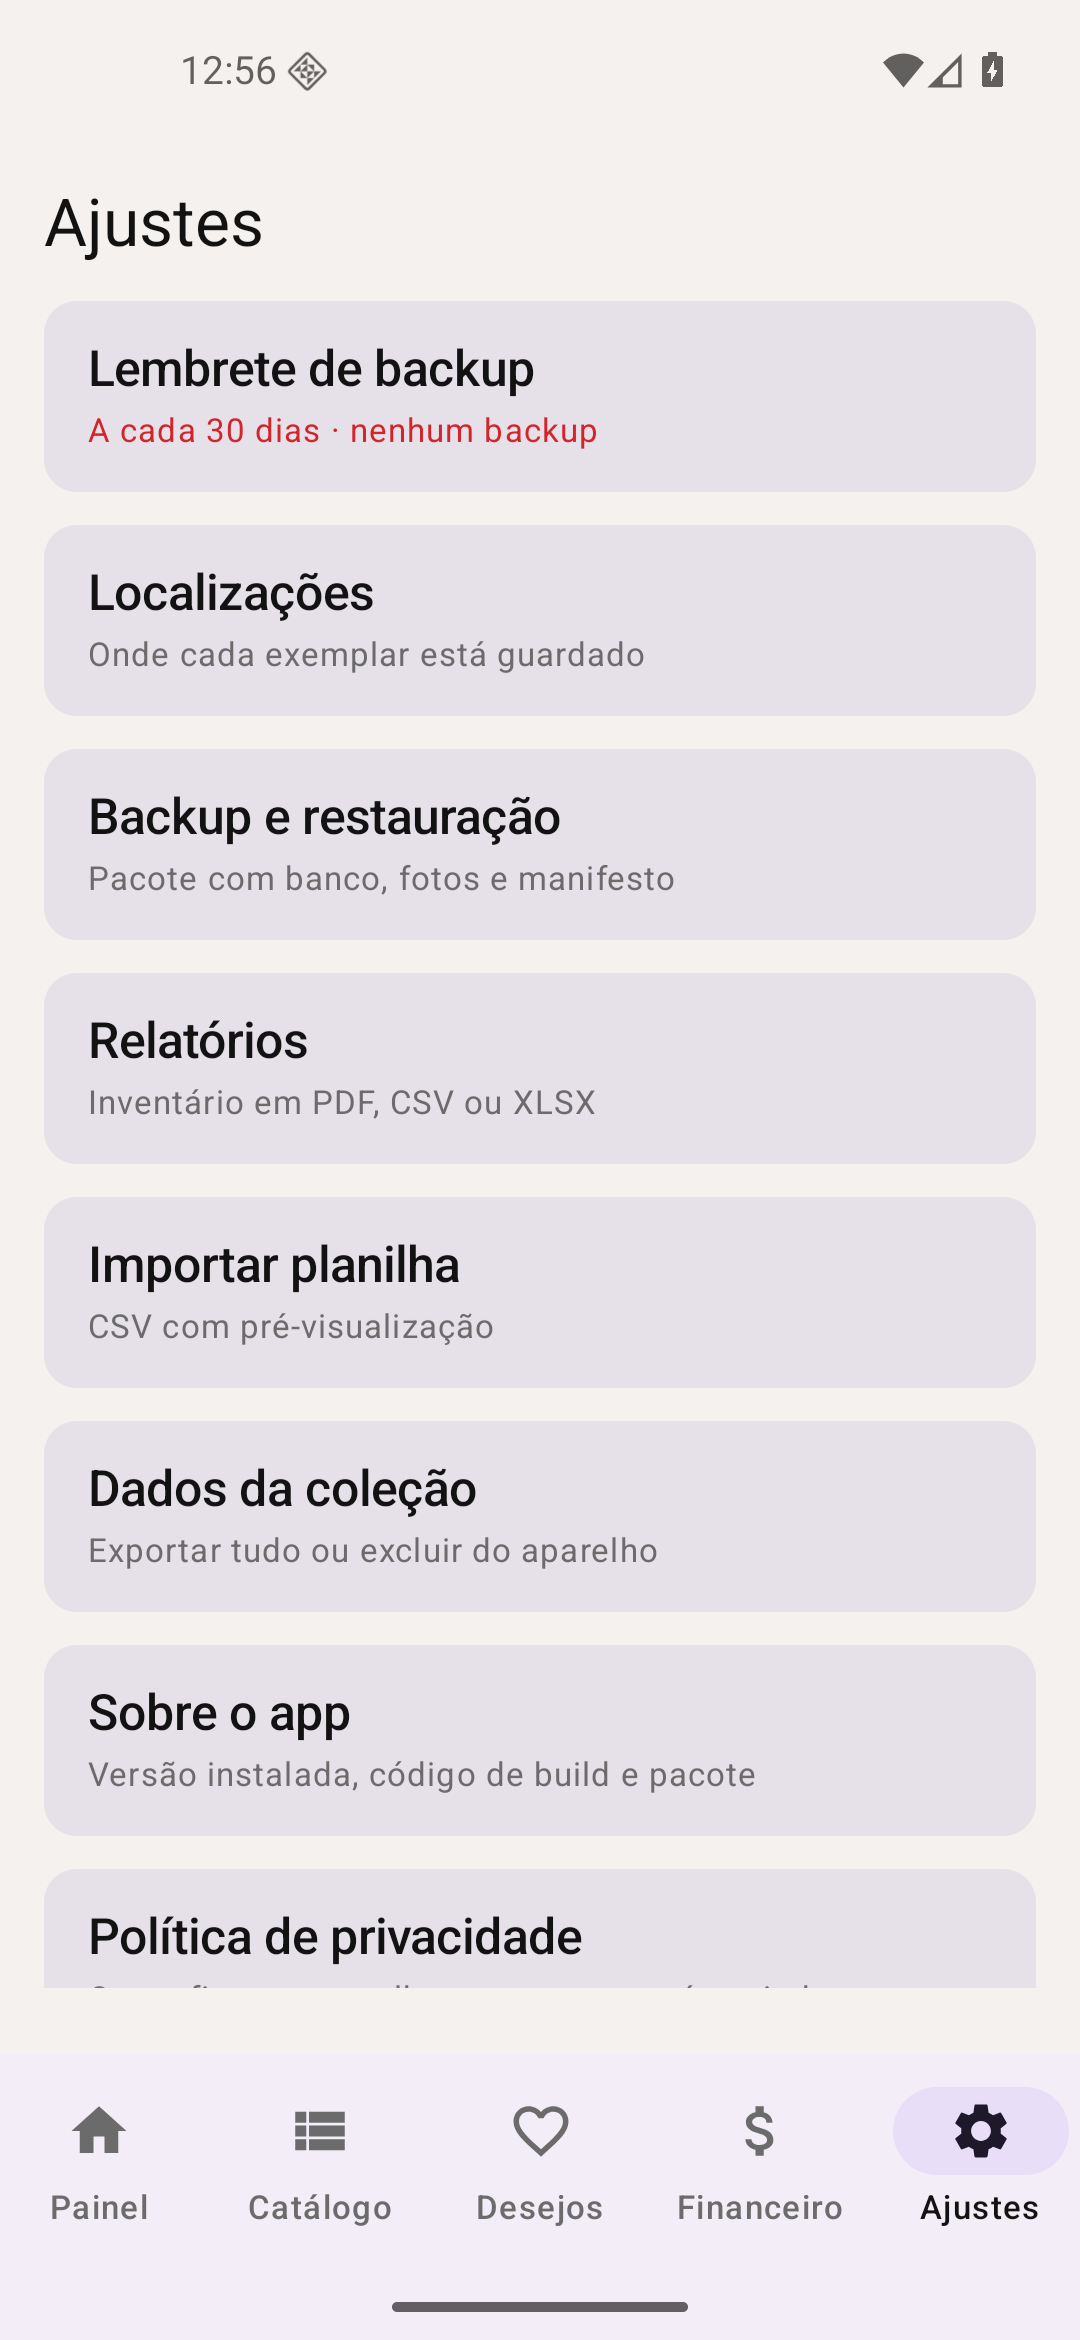 12:56
Ajustes
Lembrete de backup
A cada 30 dias · nenhum backup
Localizações
Onde cada exemplar está guardado
Backup e restauração
Pacote com banco, fotos e manifesto
Relatórios
Inventário em PDF, CSV ou XLSX
Importar planilha
CSV com pré-visualização
Dados da coleção
Exportar tudo ou excluir do aparelho
Sobre o app
Versão instalada, código de build e pacote
Política de privacidade
Painel
Catálogo
Desejos
Financeiro
Ajustes